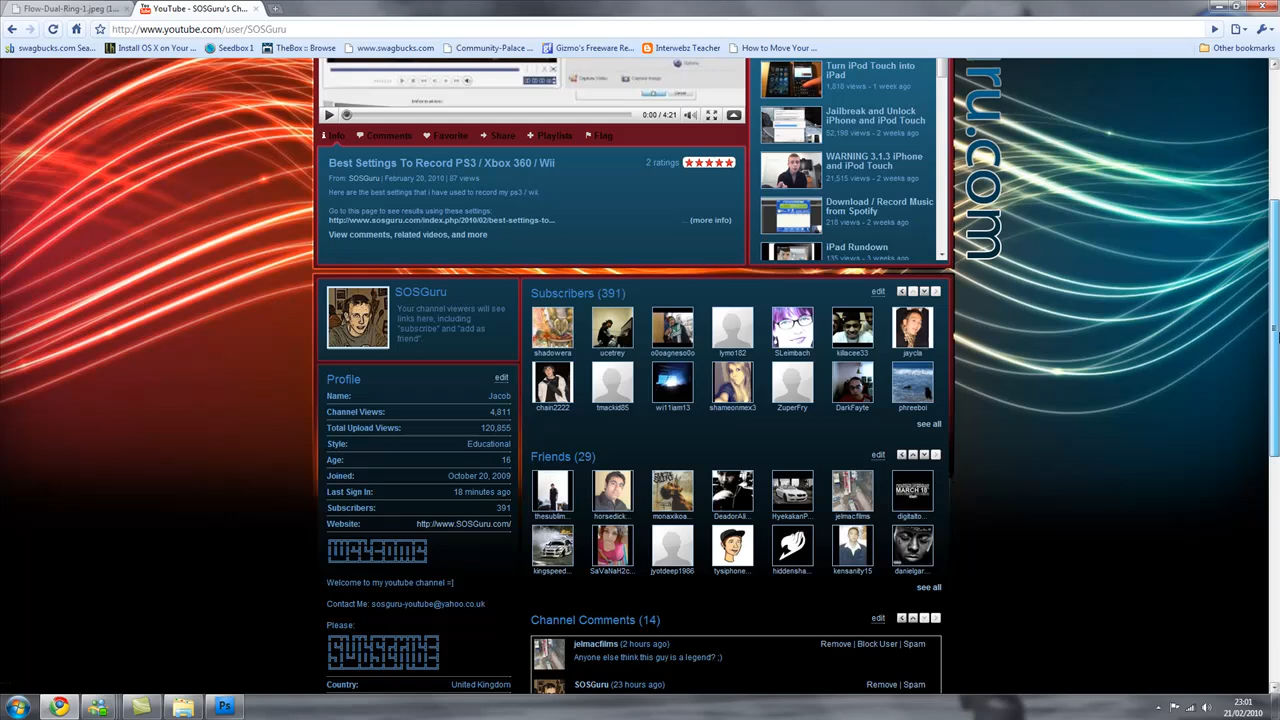 Flow-Dual-Ring-1.jpeg (1...
YouTube - SOSGuru's Ch...
http://www.youtube.com/user/SOSGuru
swagbucks.com Sea...
Install OS X on Your ...
Seedbox 1
TheBox :: Browse
www.swagbucks.com
Community-Palace ...
Gizmo's Freeware Re...
Interwebz Teacher
How to Move Your ...
Other bookmarks
0:00 / 4:21
Info
Comments
Favorite
Share
Playlists
Flag
Best Settings To Record PS3 / Xbox 360 / Wii
2 ratings
From: SOSGuru | February 20, 2010 | 87 views
Here are the best settings that i have used to record my ps3 / wii.
Go to this page to see results using these settings:
http://www.sosguru.com/index.php/2010/02/best-settings-to...
... (more info)
View comments, related videos, and more
Turn iPod Touch into
iPad
1,818 views - 1 week ago
Jailbreak and Unlock
iPhone and iPod Touch
52,198 views - 2 weeks ago
WARNING 3.1.3 iPhone
and iPod Touch
21,515 views - 2 weeks ago
Download / Record Music
from Spotify
218 views - 2 weeks ago
iPad Rundown
135 views - 3 weeks ago
ru.com
SOSGuru
Your channel viewers will see
links here, including
"subscribe" and "add as
friend".
Profile
edit
Name: Jacob
Channel Views: 4,811
Total Upload Views: 120,855
Style: Educational
Age: 16
Joined: October 20, 2009
Last Sign In: 18 minutes ago
Subscribers: 391
Website: http://www.SOSGuru.com/
Welcome to my youtube channel =]
Contact Me: sosguru-youtube@yahoo.co.uk
Please:
Country: United Kingdom
Subscribers (391)
edit
shadowera
ucetrey
o0oagneso0o
lymo182
SLeimbach
killacee33
jaycla
chain2222
tmackid85
wi11iam13
shameonmex3
ZuperFry
DarkFayte
phreeboi
see all
Friends (29)
edit
thesublim...
horsedick...
monaxikoa...
DeadorAli...
HyekakanP...
MARCH 18
jelmacfilms
digitalto...
kingspeed...
SaVaNaH2c...
jyotdeep1986
tysiphone...
hiddensha...
kensanity15
danielgar...
see all
Channel Comments (14)
edit
jelmacfilms (2 hours ago)
Remove | Block User | Spam
Anyone else think this guy is a legend? ;)
SOSGuru (23 hours ago)
Remove | Spam
23:01
21/02/2010